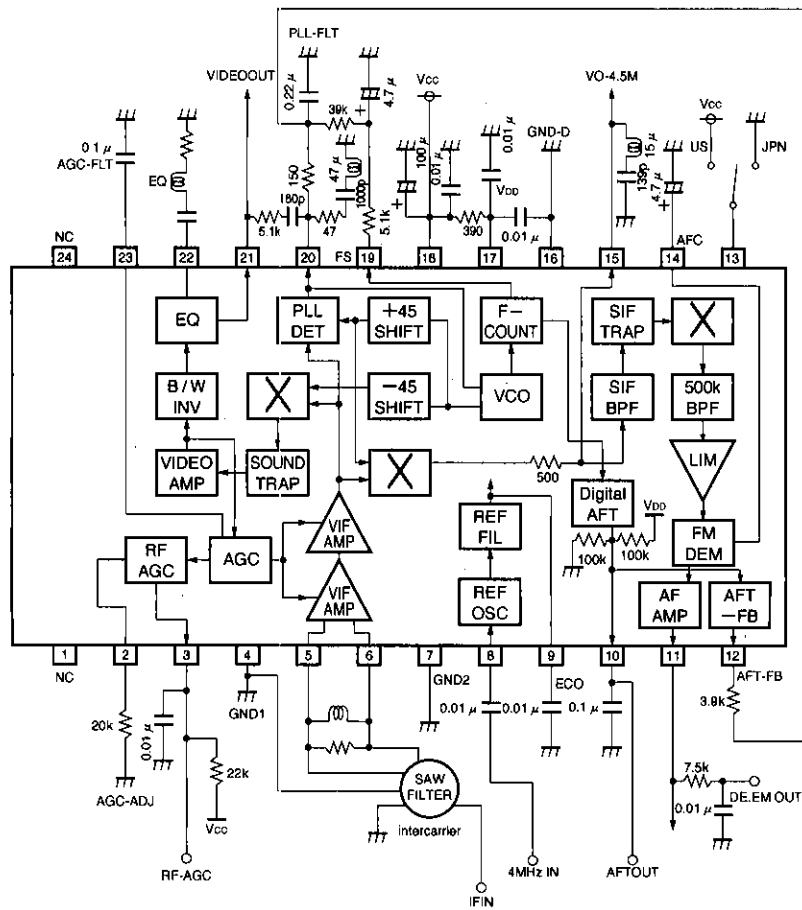 PLL-FLT
VIDEOOUT
Vcc
VO-4.5M
0.22 μ
4.7 μ
39k
0.1 μ
AGC-FLT
EQ
150
47 μ
1000p
160p
5.1k
47
5.1k
100 μ
0.01 μ
390
0.01 μ
VDD
0.01 μ
GND-D
15 μ
139p
4.7 μ
Vcc
US
JPN
NC
FS
AFC
24
23
22
21
20
19
18
17
16
15
14
13
EQ
PLL
DET
+45
SHIFT
F-
COUNT
SIF
TRAP
B/W
INV
-45
SHIFT
VCO
SIF
BPF
500k
BPF
VIDEO
AMP
SOUND
TRAP
500
LIM
Digital
AFT
VDD
100k
100k
VIF
AMP
REF
FIL
FM
DEM
RF
AGC
AGC
VIF
AMP
REF
OSC
AF
AMP
AFT
-FB
1
2
3
4
5
6
7
8
9
10
11
12
NC
GND1
GND2
ECO
AFT-FB
20k
0.01 μ
22k
Vcc
AGC-ADJ
RF-AGC
SAW
FILTER
intercarrier
IFIN
0.01 μ
0.01 μ
0.1 μ
4MHz IN
AFTOUT
3.9k
7.5k
0.01 μ
DE.EM OUT